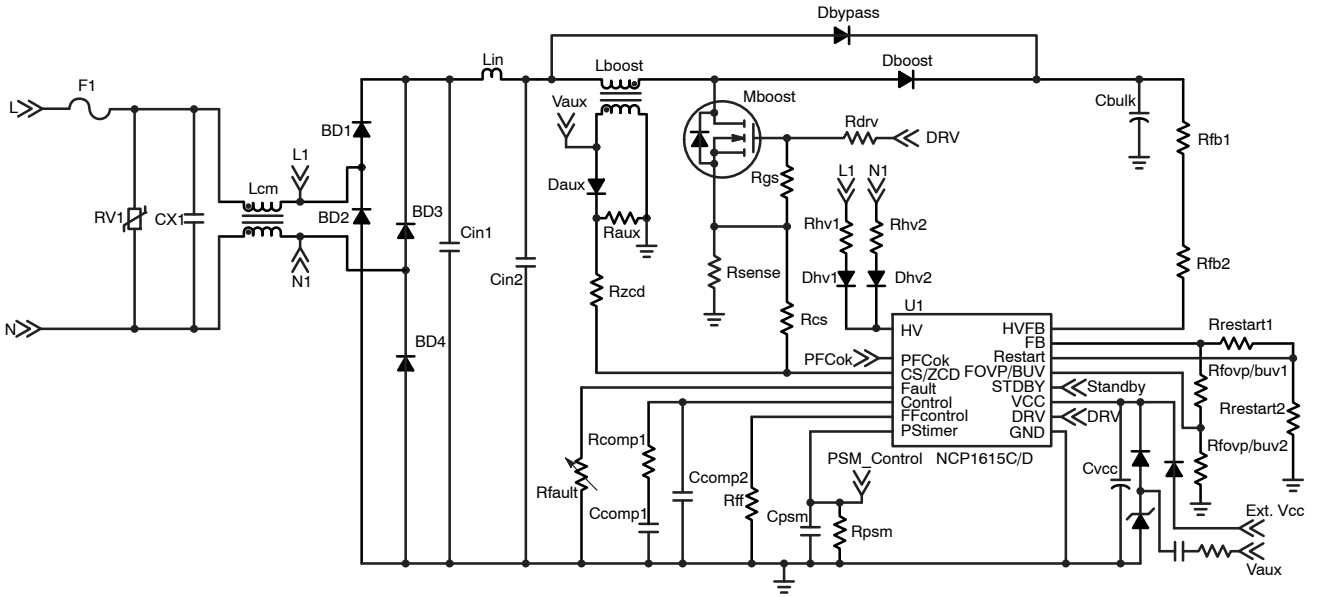 Dbypass
Lin
Lboost
Dboost
F1
Vaux
Mboost
Cbulk
L
BD1
Rdrv
DRV
Rfb1
L1
Rgs
L1
N1
Lcm
Daux
RV1
CX1
BD2
BD3
Raux
Rhv1
Rhv2
Cin1
N1
Cin2
Rsense
Dhv1
Dhv2
Rfb2
Rzcd
U1
N
Rcs
HV
HVFB
Rrestart1
BD4
FB
PFCok
PFCok
Restart
CS/ZCD
FOVP/BUV
Rfovp/buv1
Fault
STDBY
Standby
Control
VCC
FFcontrol
DRV
DRV
Rrestart2
PStimer
GND
Rcomp1
Rfovp/buv2
PSM_Control
NCP1615C/D
Cvcc
Ccomp2
Rfault
Rff
Ccomp1
Cpsm
Rpsm
Ext. Vcc
Vaux